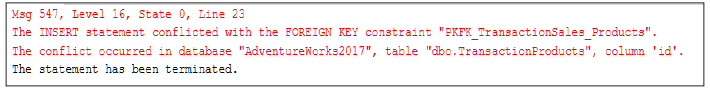 Msg 547, Level 16, State 0, Line 23
The INSERT statement conflicted with the FOREIGN KEY constraint "PKFK_TransactionSales_Products".
The conflict occurred in database "AdventureWorks2017", table "dbo.TransactionProducts", column 'id'.
The statement has been terminated.